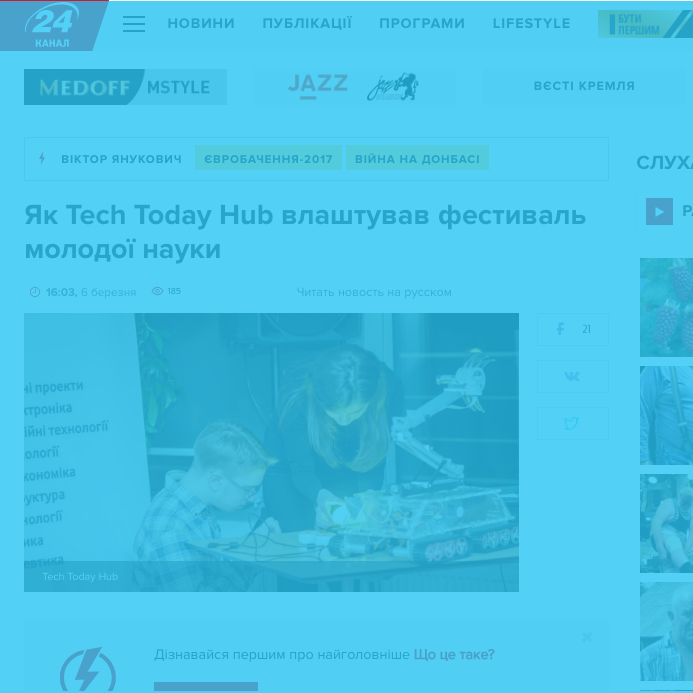 24
КАНАЛ
НОВИНИ
ПУБЛІКАЦІЇ
ПРОГРАМИ
LIFESTYLE
БУТИ
ПЕРШИМ
MEDOFF
MSTYLE
JAZZ
ВЄСТІ КРЕМЛЯ
ВІКТОР ЯНУКОВИЧ
ЄВРОБАЧЕННЯ-2017
ВІЙНА НА ДОНБАСІ
СЛУХА
Як Tech Today Hub влаштував фестиваль
молодої науки
16:03, 6 березня
185
Читать новость на русском
21
ні проекти
ктроніка
ійні технології
ології
кономіка
уктура
нології
ика
Tech Today Hub
Дізнавайся першим про найголовніше Що це таке?